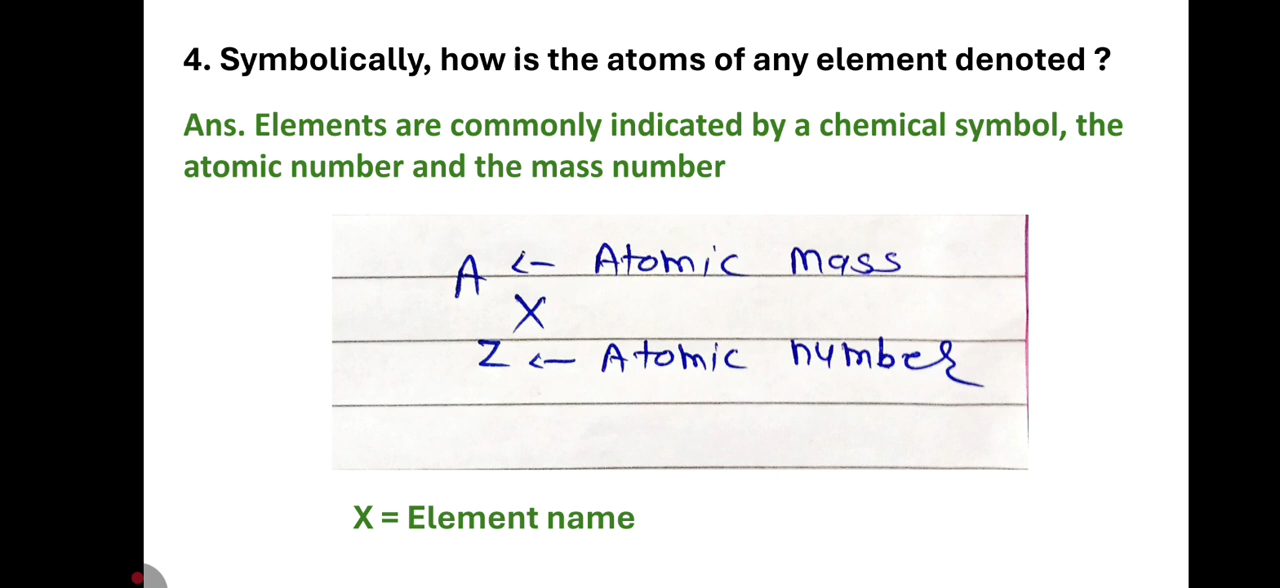 4. Symbolically, how is the atoms of any element denoted ?
Ans. Elements are commonly indicated by a chemical symbol, the
atomic number and the mass number
A ← Atomic mass
X
Z ← Atomic number
X = Element name